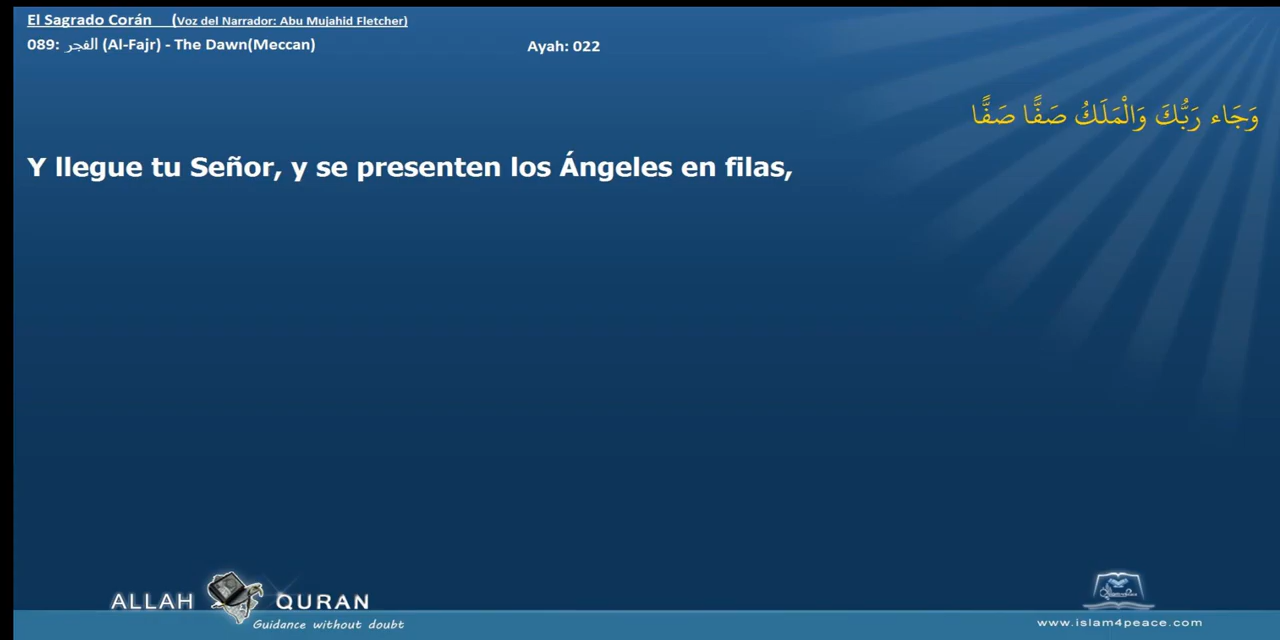 El Sagrado Corán (Voz del Narrador: Abu Mujahid Fletcher)
089: الفجر (Al-Fajr) - The Dawn(Meccan) Ayah: 022
وَجَاء رَبُّكَ وَالْمَلَكُ صَفًّا صَفًّا
Y llegue tu Señor, y se presenten los Ángeles en filas,
ALLAH QURAN
Guidance without doubt
www.islam4peace.com